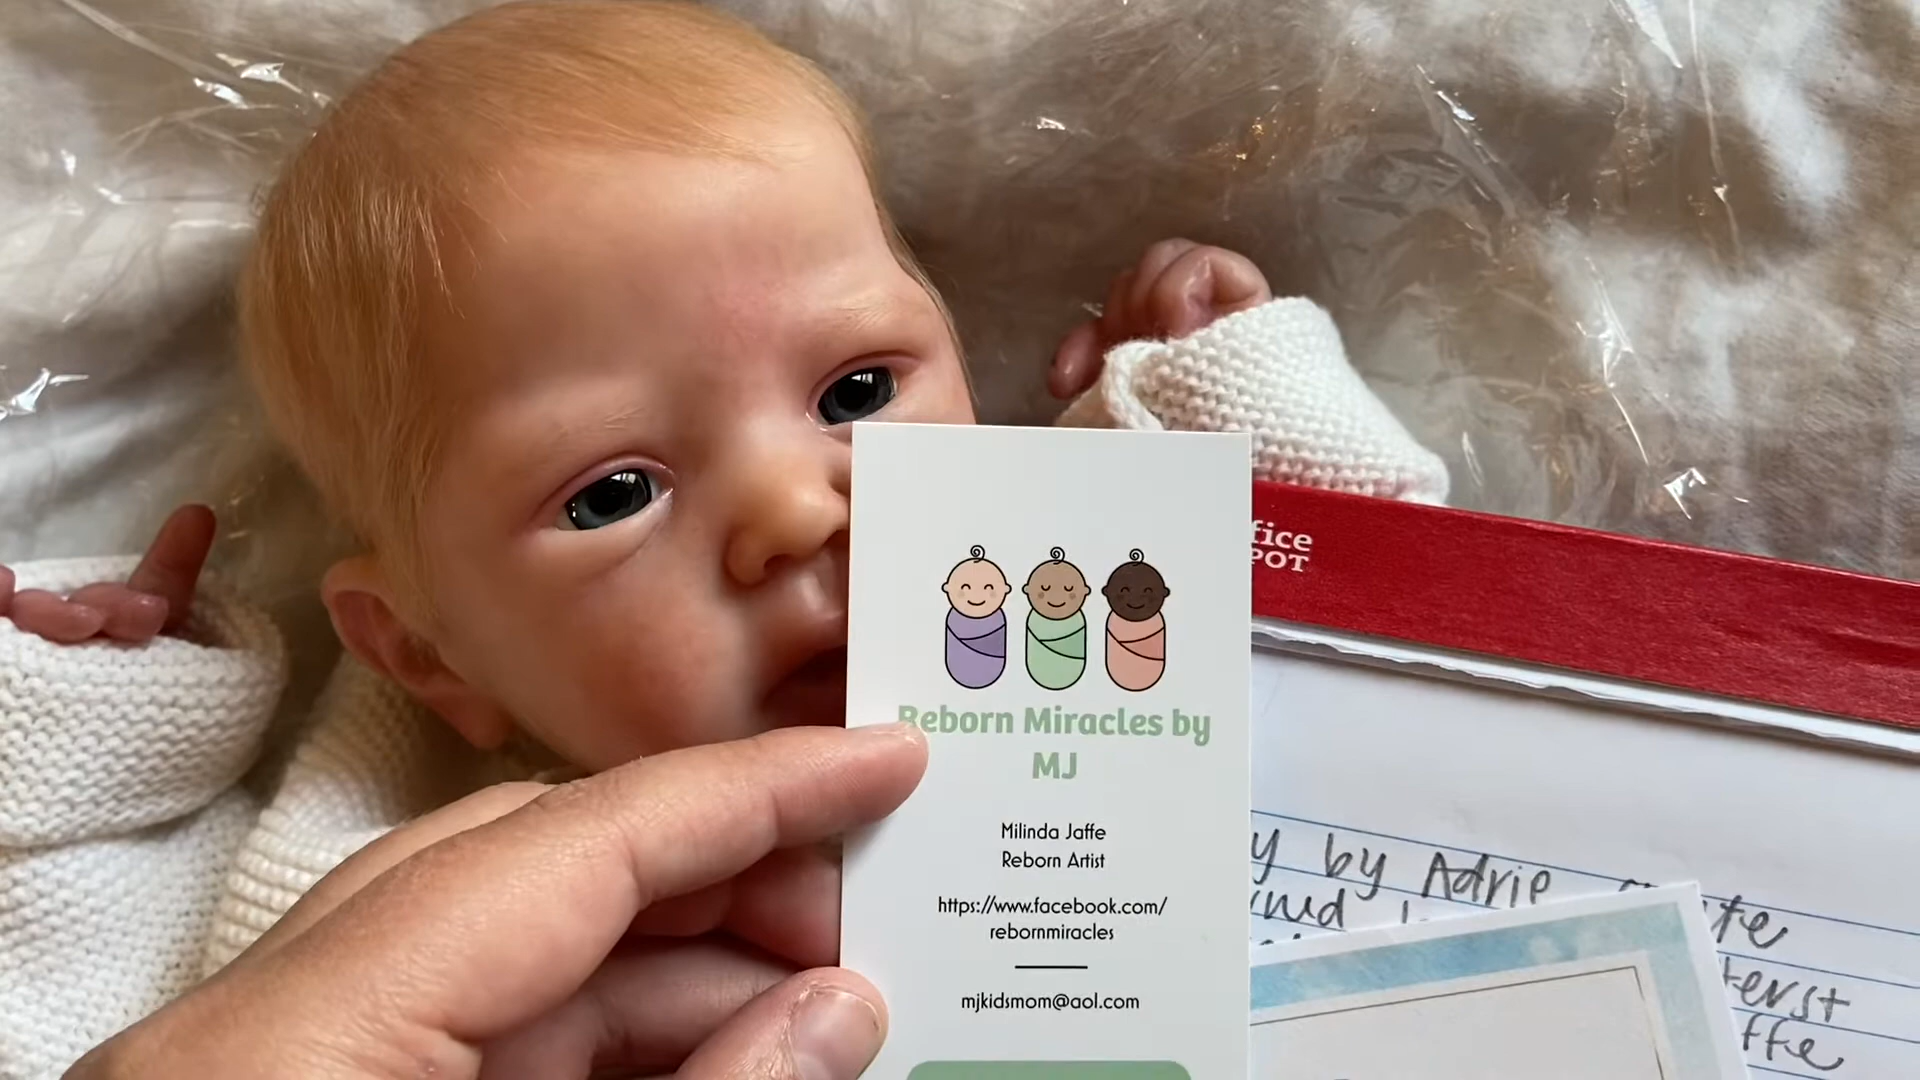 Reborn Miracles by
MJ
Milinda Jaffe
Reborn Artist
https://www.facebook.com/
rebornmiracles
mjkidsmom@aol.com
fice
POT
y by Adrie